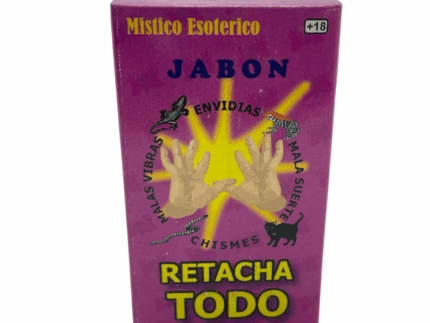 Mistico Esoterico
+18
JABON
ENVIDIAS
MALAS VIBRAS
MALA SUERTE
CHISMES
RETACHA
TODO